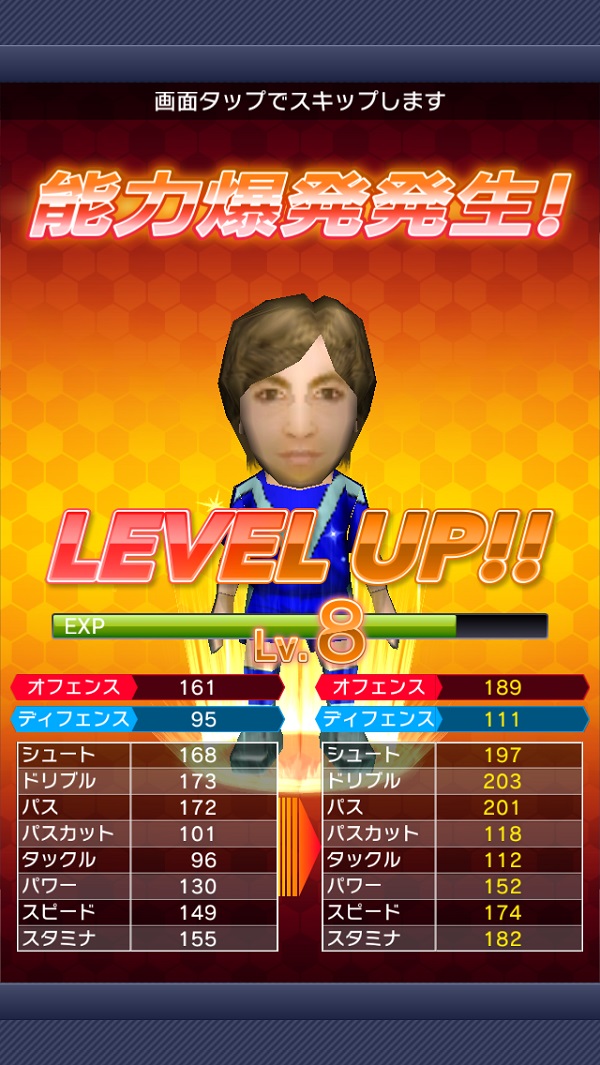 画面タップでスキップします
能力爆発発生!
LEVEL UP!!
EXP
Lv.8
オフェンス 161 オフェンス 189
ディフェンス 95 ディフェンス 111
シュート 168 シュート 197
ドリブル 173 ドリブル 203
パス 172 パス 201
パスカット 101 パスカット 118
タックル 96 タックル 112
パワー 130 パワー 152
スピード 149 スピード 174
スタミナ 155 スタミナ 182